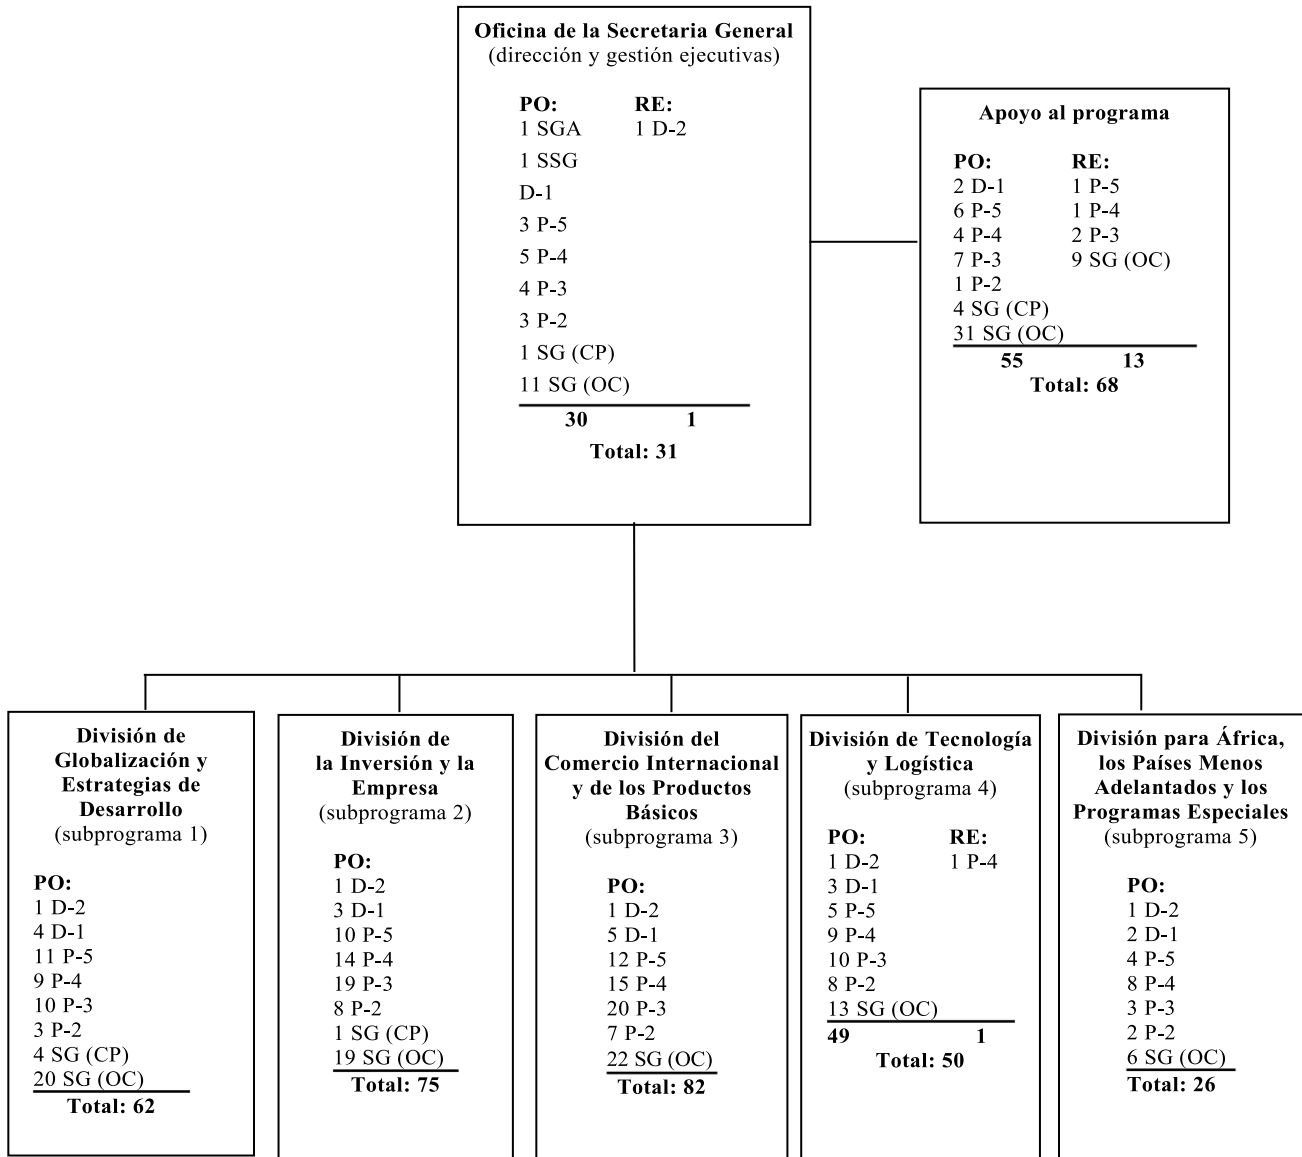 Oficina de la Secretaria General
(dirección y gestión ejecutivas)
PO: RE:
1 SGA 1 D-2
1 SSG
D-1
3 P-5
5 P-4
4 P-3
3 P-2
1 SG (CP)
11 SG (OC)
30 1
Total: 31
Apoyo al programa
PO: RE:
2 D-1 1 P-5
6 P-5 1 P-4
4 P-4 2 P-3
7 P-3 9 SG (OC)
1 P-2
4 SG (CP)
31 SG (OC)
55 13
Total: 68
División de
Globalización y
Estrategias de
Desarrollo
(subprograma 1)
PO:
1 D-2
4 D-1
11 P-5
9 P-4
10 P-3
3 P-2
4 SG (CP)
20 SG (OC)
Total: 62
División de
la Inversión y la
Empresa
(subprograma 2)
PO:
1 D-2
3 D-1
10 P-5
14 P-4
19 P-3
8 P-2
1 SG (CP)
19 SG (OC)
Total: 75
División del
Comercio Internacional
y de los Productos
Básicos
(subprograma 3)
PO:
1 D-2
5 D-1
12 P-5
15 P-4
20 P-3
7 P-2
22 SG (OC)
Total: 82
División de Tecnología
y Logística
(subprograma 4)
PO: RE:
1 D-2 1 P-4
3 D-1
5 P-5
9 P-4
10 P-3
8 P-2
13 SG (OC)
49 1
Total: 50
División para África,
los Países Menos
Adelantados y los
Programas Especiales
(subprograma 5)
PO:
1 D-2
2 D-1
4 P-5
8 P-4
3 P-3
2 P-2
6 SG (OC)
Total: 26